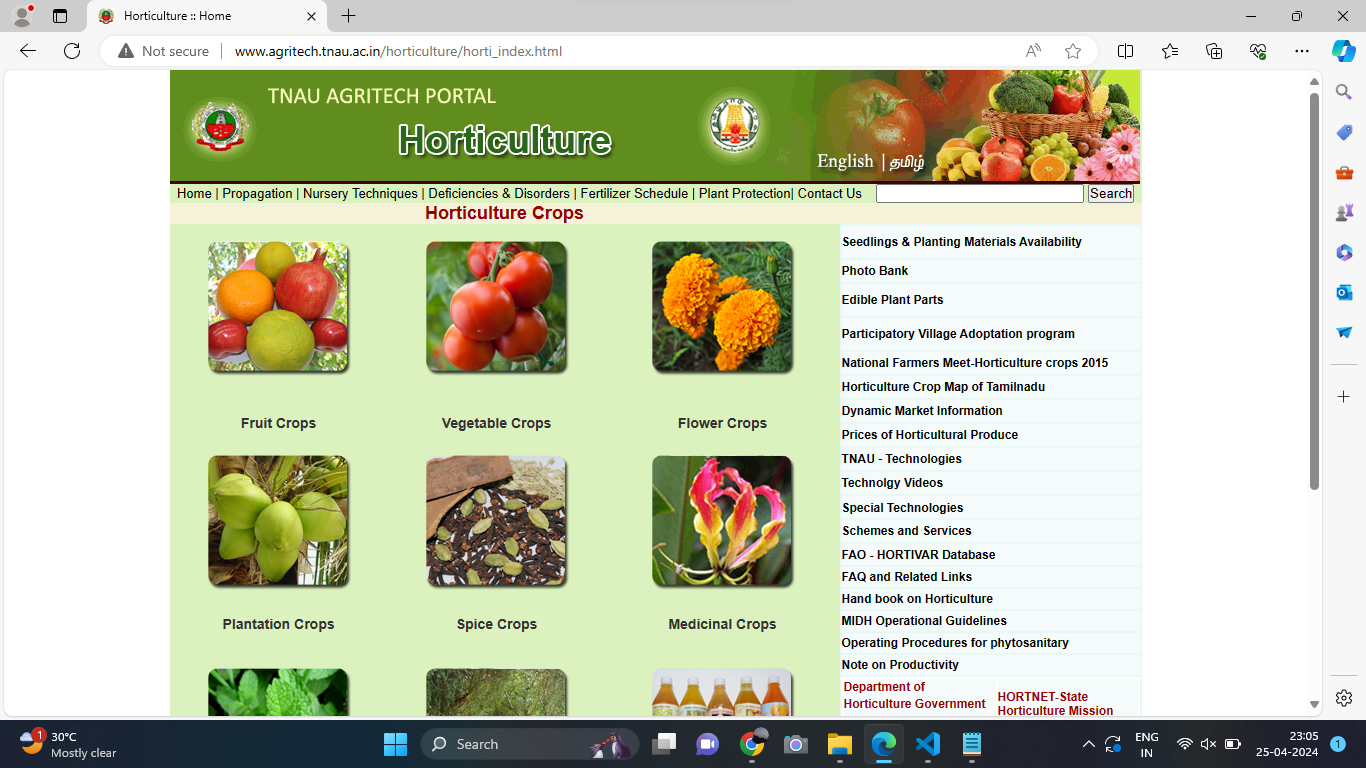 Horticulture :: Home
Not secure
www.agritech.tnau.ac.in/horticulture/horti_index.html
TNAU AGRITECH PORTAL
Horticulture
English | தமிழ்
Home | Propagation | Nursery Techniques | Deficiencies & Disorders | Fertilizer Schedule | Plant Protection| Contact Us
Search
Horticulture Crops
Fruit Crops
Vegetable Crops
Flower Crops
Plantation Crops
Spice Crops
Medicinal Crops
Seedlings & Planting Materials Availability
Photo Bank
Edible Plant Parts
Participatory Village Adoptation program
National Farmers Meet-Horticulture crops 2015
Horticulture Crop Map of Tamilnadu
Dynamic Market Information
Prices of Horticultural Produce
TNAU - Technologies
Technolgy Videos
Special Technologies
Schemes and Services
FAO - HORTIVAR Database
FAQ and Related Links
Hand book on Horticulture
MIDH Operational Guidelines
Operating Procedures for phytosanitary
Note on Productivity
Department of
Horticulture Government
HORTNET-State
Horticulture Mission
1
30°C
Mostly clear
Search
ENG
IN
23:05
25-04-2024
1